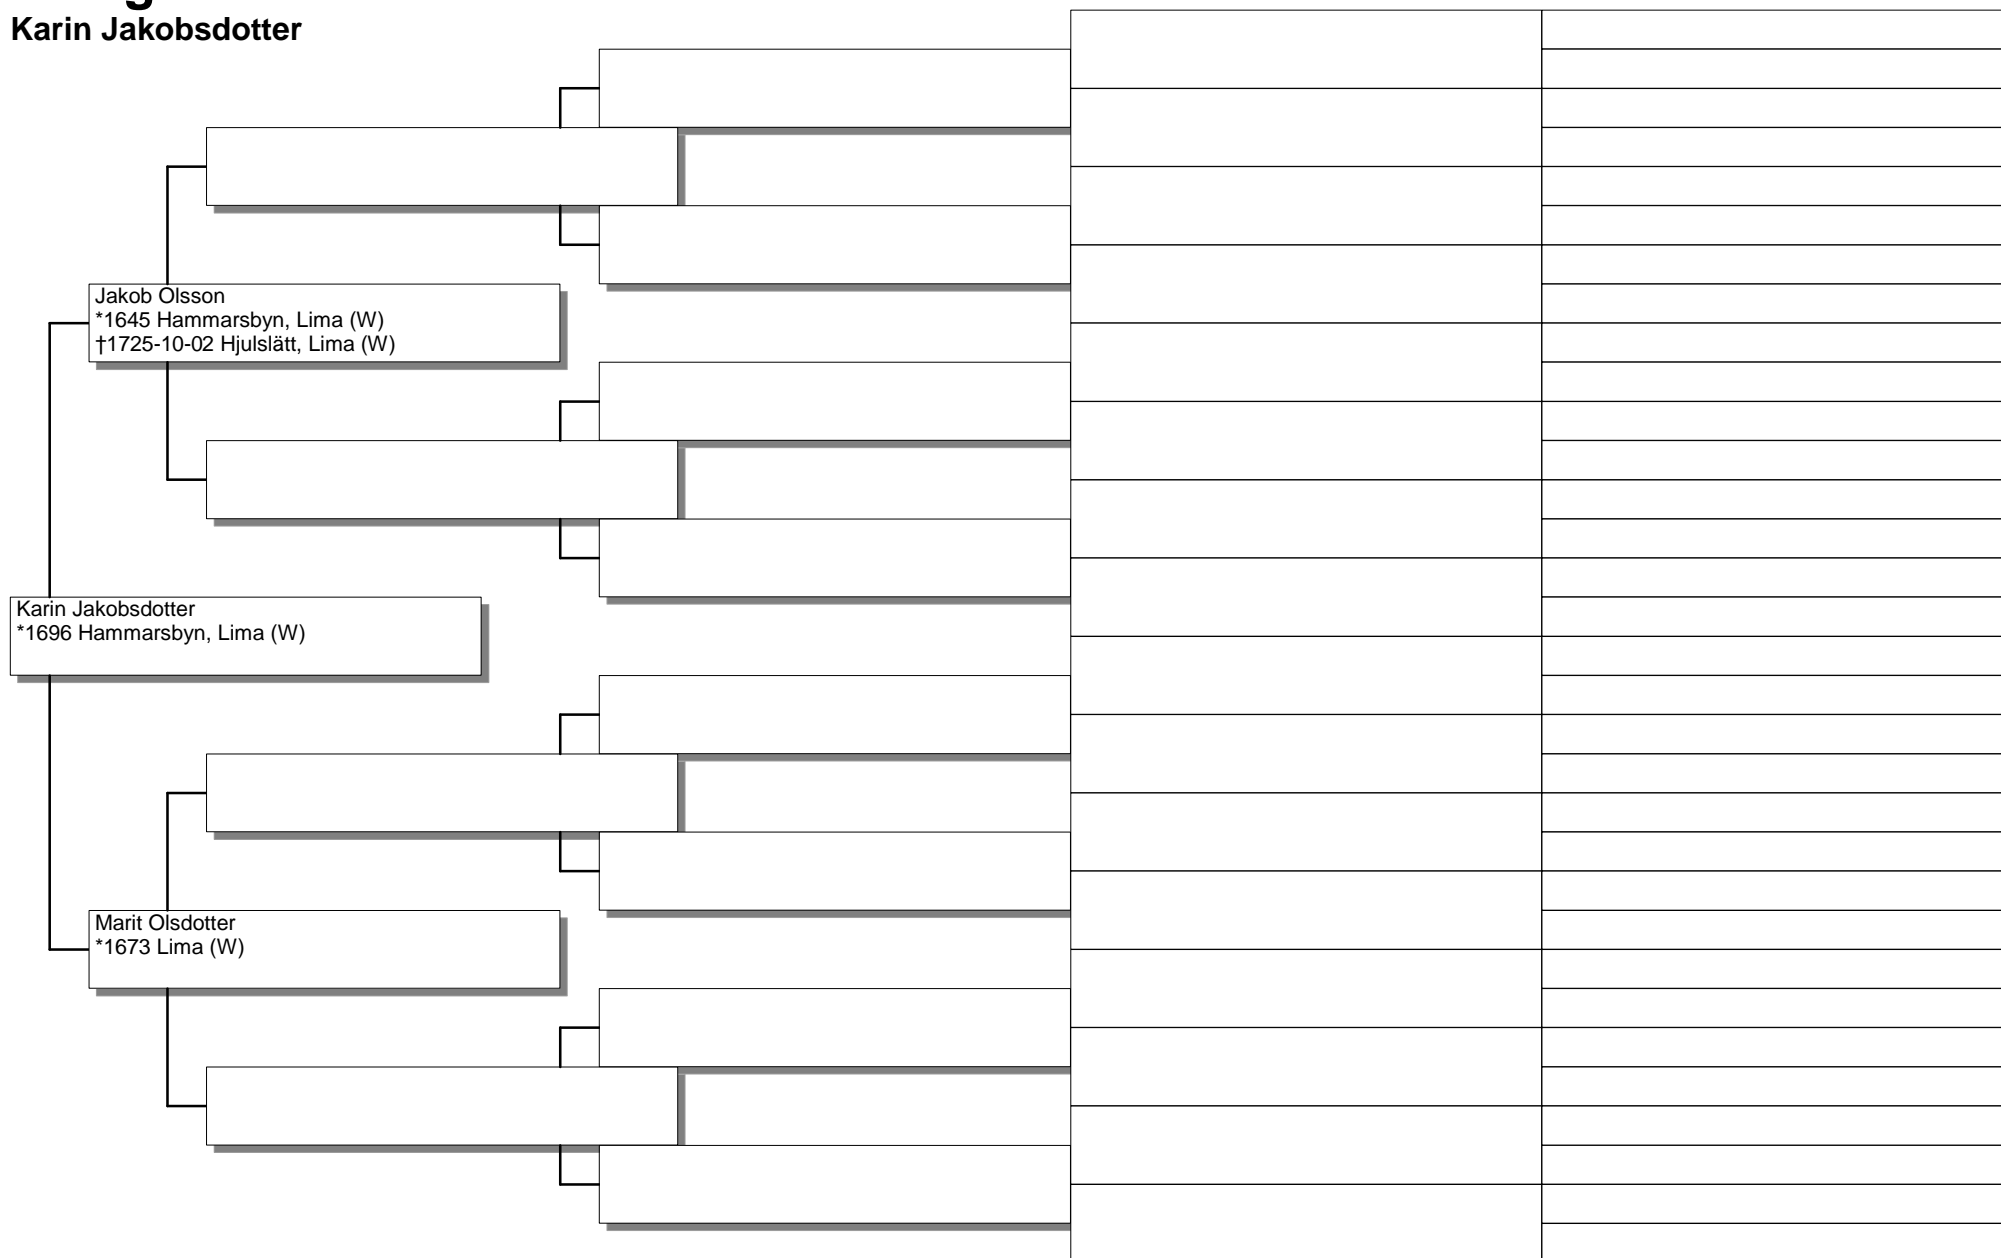 Karin Jakobsdotter
Jakob Olsson
*1645 Hammarsbyn, Lima (W)
†1725-10-02 Hjulslätt, Lima (W)
Karin Jakobsdotter
*1696 Hammarsbyn, Lima (W)
Marit Olsdotter
*1673 Lima (W)